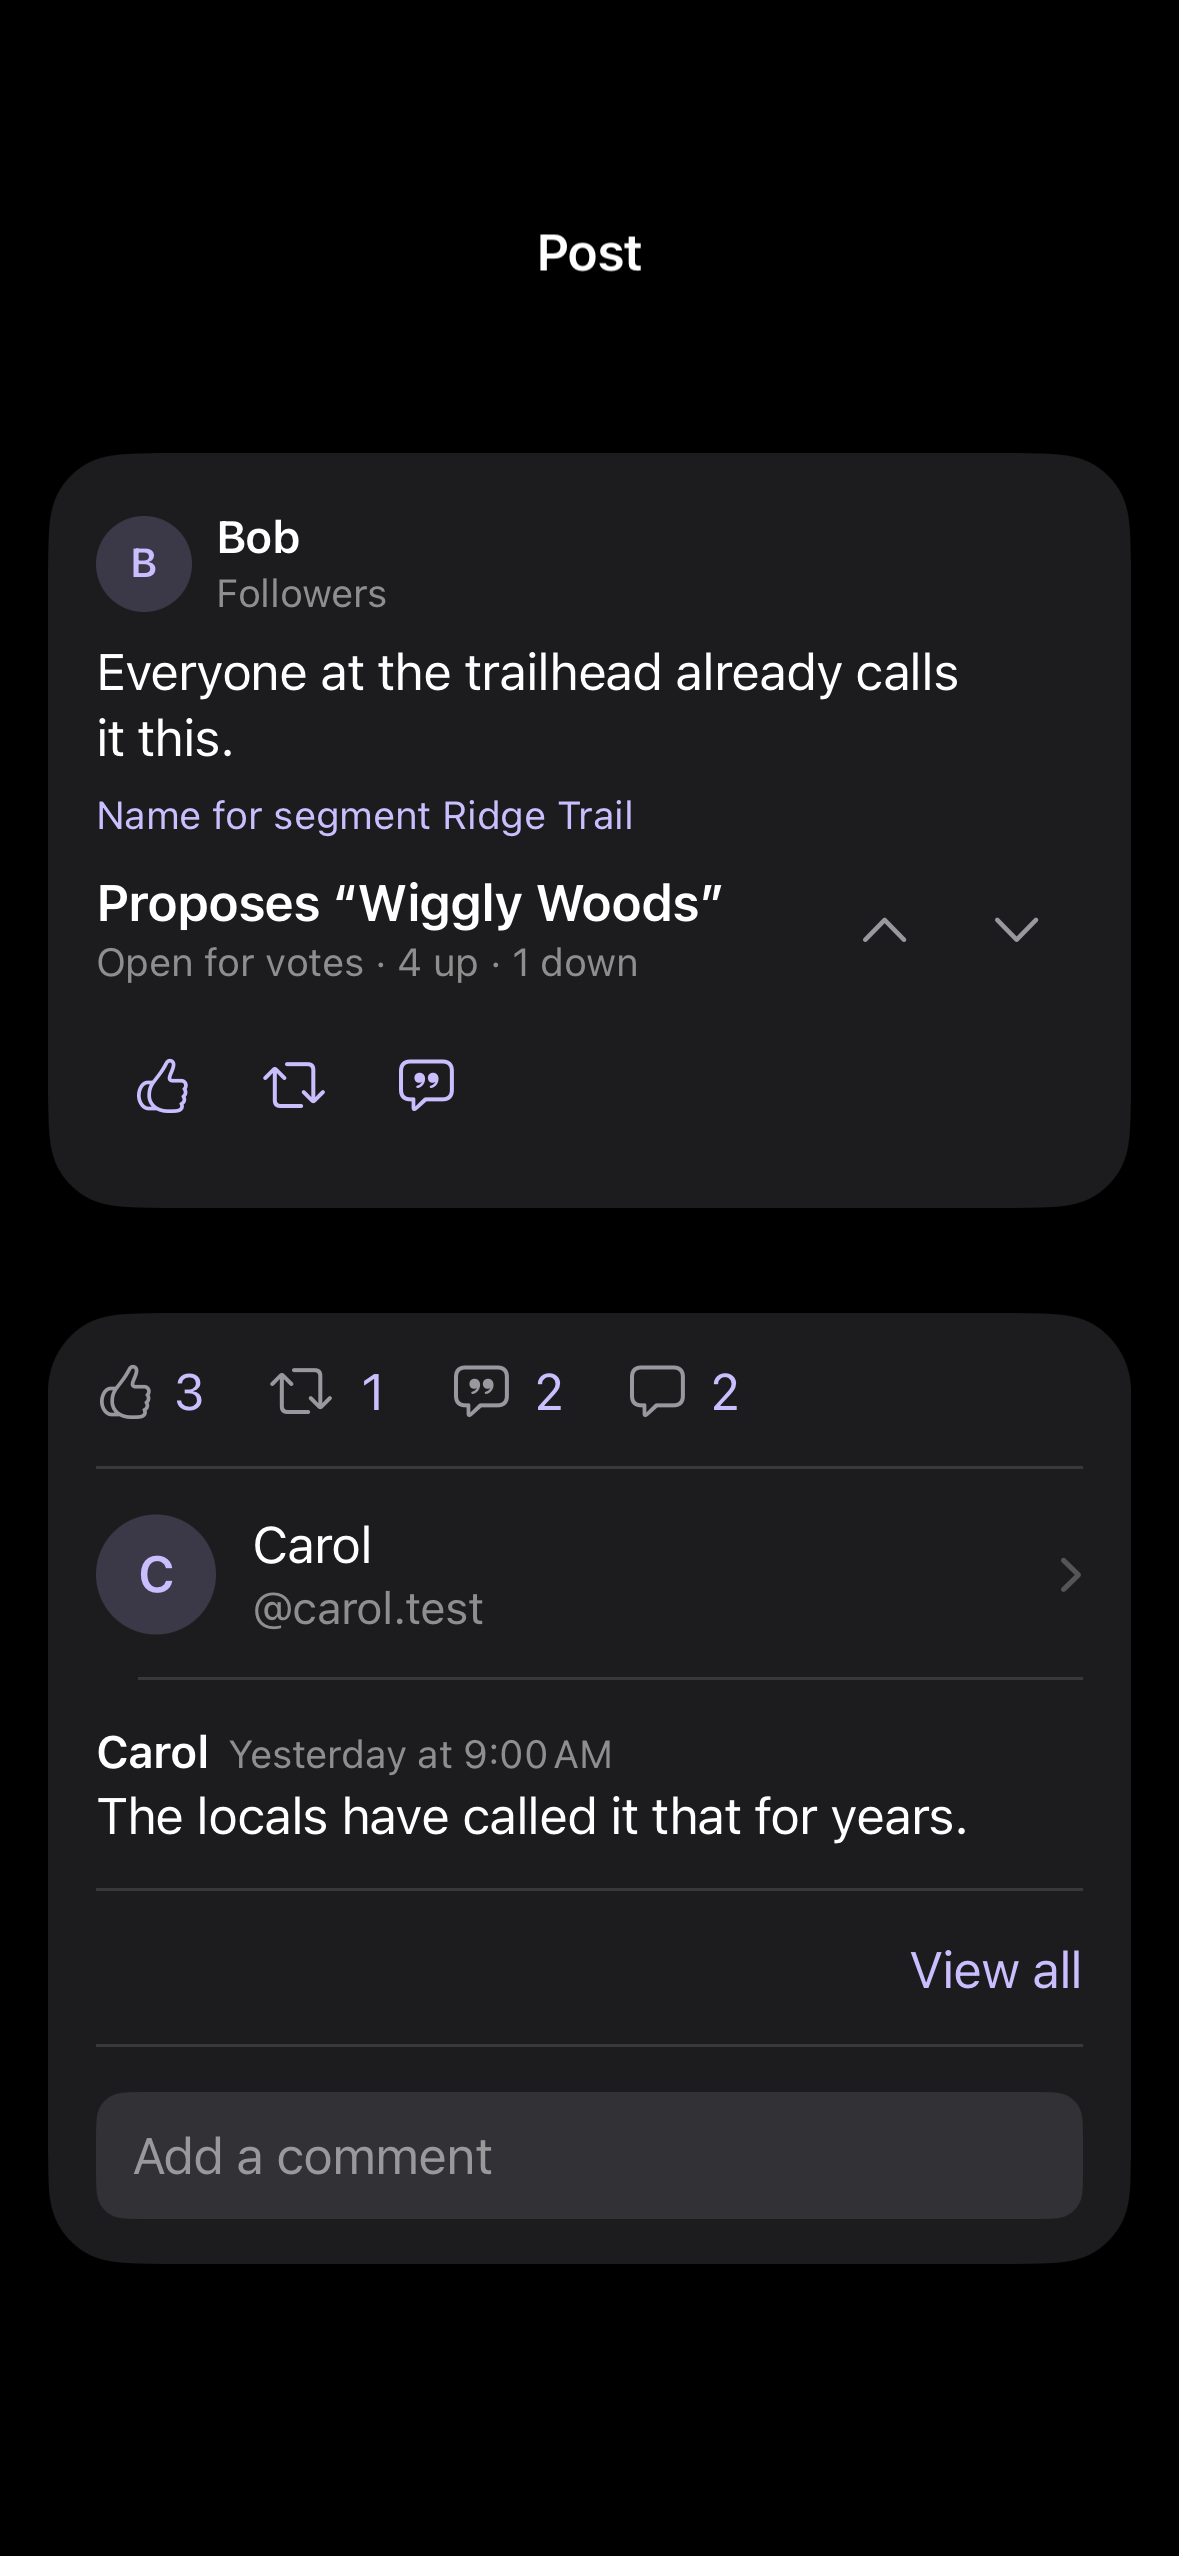 Post
B
Bob
Followers
Everyone at the trailhead already calls
it this.
Name for segment Ridge Trail
Proposes “Wiggly Woods”
Open for votes · 4 up · 1 down
3 1 2 2
C
Carol
@carol.test
Carol Yesterday at 9:00 AM
The locals have called it that for years.
View all
Add a comment